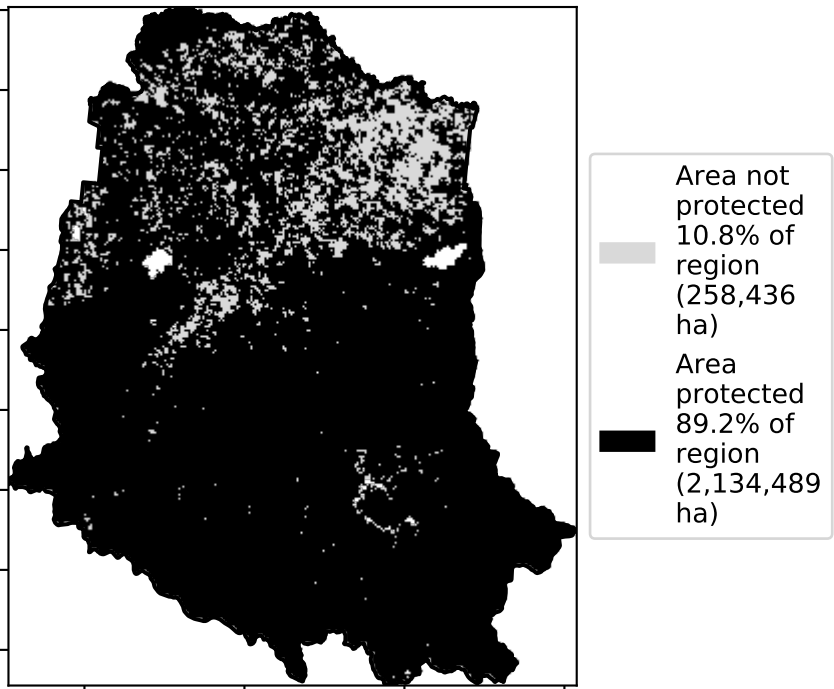 Area not
protected
10.8% of
region
(258,436
ha)
Area
protected
89.2% of
region
(2,134,489
ha)